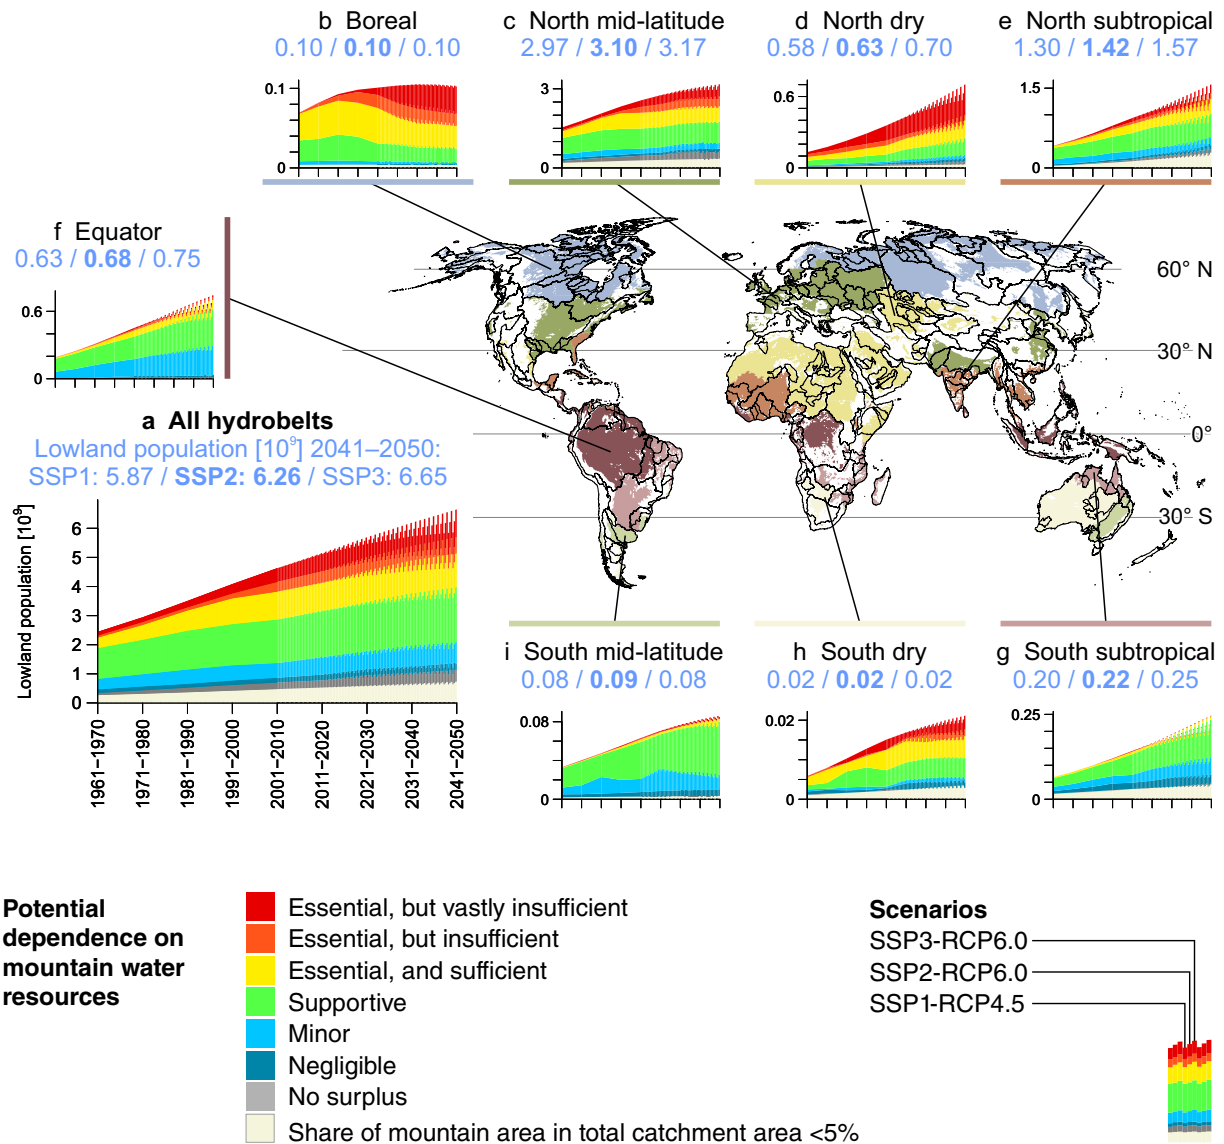 b Boreal
0.10 / 0.10 / 0.10
c North mid-latitude
2.97 / 3.10 / 3.17
d North dry
0.58 / 0.63 / 0.70
e North subtropical
1.30 / 1.42 / 1.57
0.1
0
3
0
0.6
0
1.5
0
f Equator
0.63 / 0.68 / 0.75
0.6
0
60° N
30° N
0°
30° S
a All hydrobelts
Lowland population [10⁹] 2041–2050:
SSP1: 5.87 / SSP2: 6.26 / SSP3: 6.65
Lowland population [10⁹]
6
5
4
3
2
1
0
1961–1970
1971–1980
1981–1990
1991–2000
2001–2010
2011–2020
2021–2030
2031–2040
2041–2050
i South mid-latitude
0.08 / 0.09 / 0.08
h South dry
0.02 / 0.02 / 0.02
g South subtropical
0.20 / 0.22 / 0.25
0.08
0
0.02
0
0.25
0
Potential
dependence on
mountain water
resources
Essential, but vastly insufficient
Essential, but insufficient
Essential, and sufficient
Supportive
Minor
Negligible
No surplus
Share of mountain area in total catchment area <5%
Scenarios
SSP3-RCP6.0
SSP2-RCP6.0
SSP1-RCP4.5